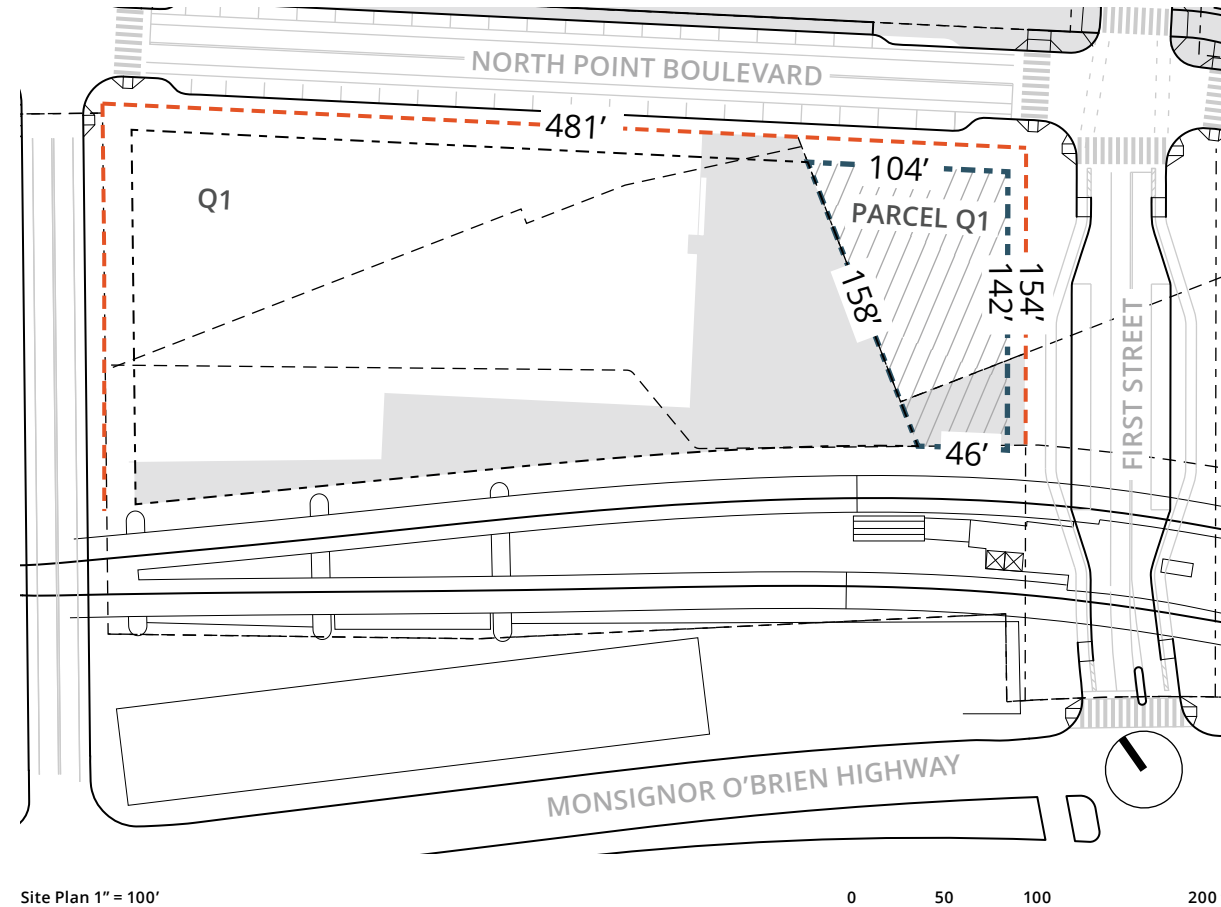 NORTH POINT BOULEVARD
481’
104’
Q1
PARCEL Q1
158’
142’
154’
FIRST STREET
46’
MONSIGNOR O’BRIEN HIGHWAY
Site Plan 1” = 100’
0 50 100 200